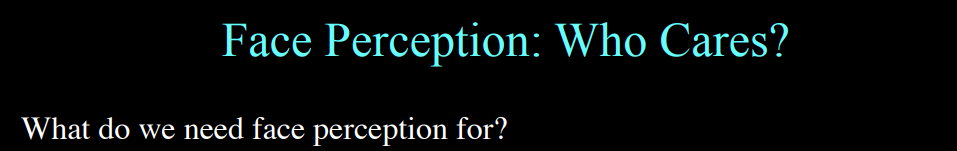 Face Perception: Who Cares?
What do we need face perception for?